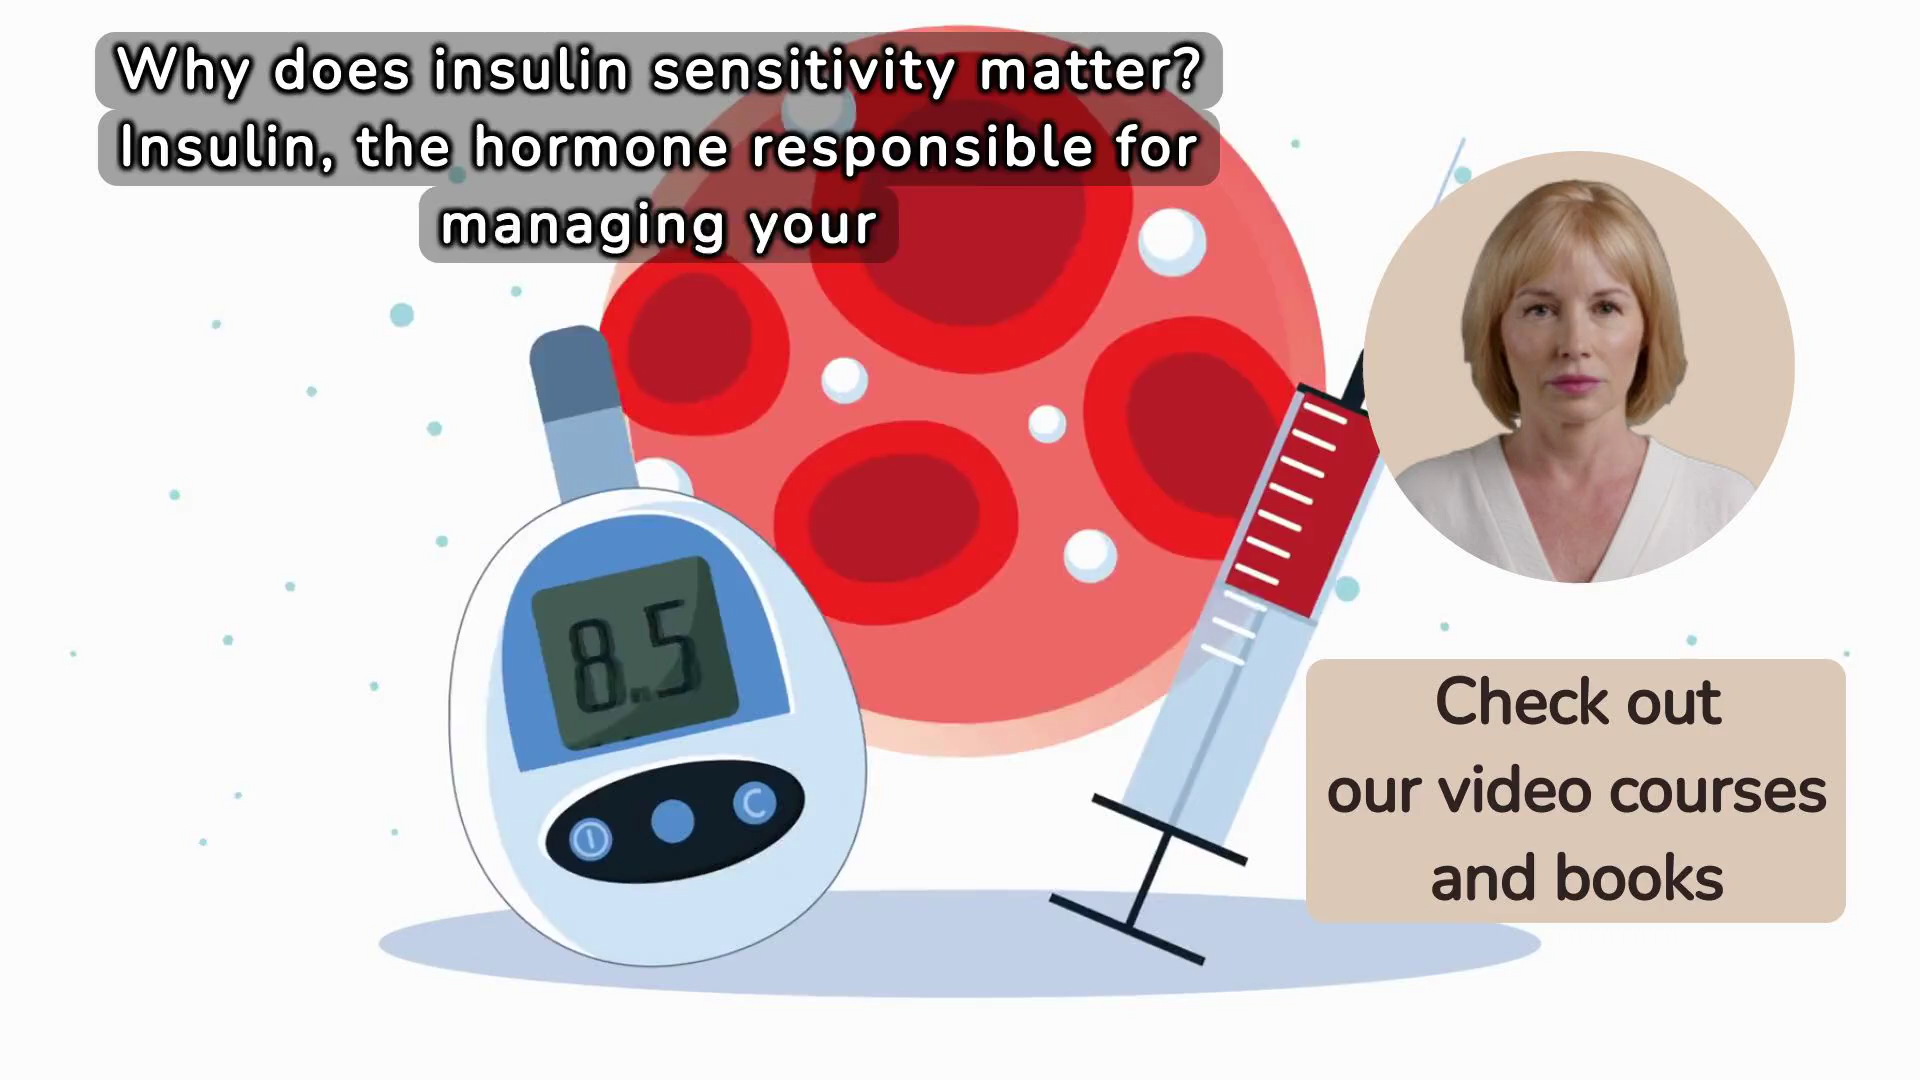 Why does insulin sensitivity matter?
Insulin, the hormone responsible for
managing your
8.5
C
Check out
our video courses
and books